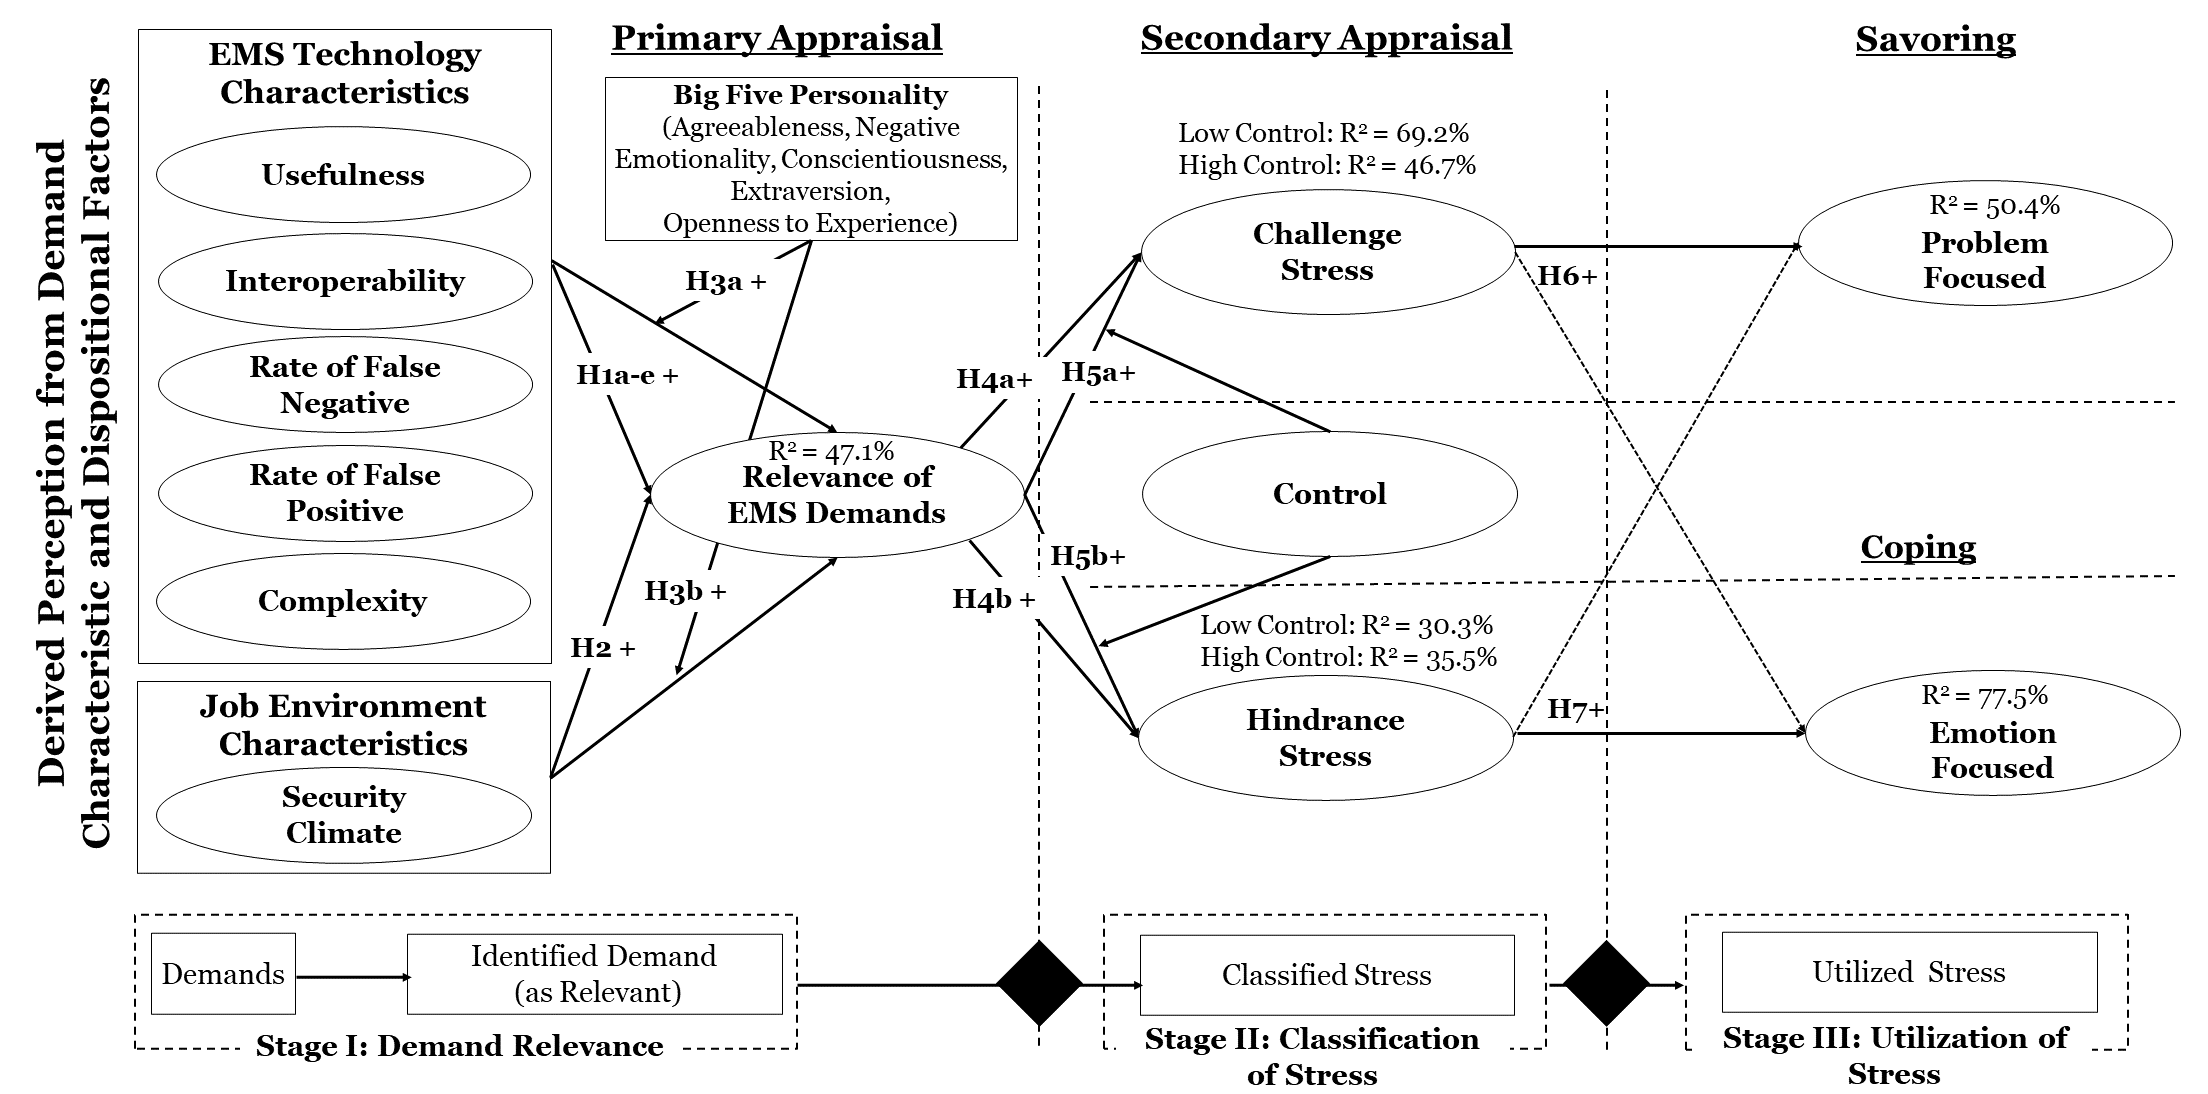 Derived Perception from Demand
Characteristic and Dispositional Factors
EMS Technology
Characteristics
Usefulness
Interoperability
Rate of False
Negative
Rate of False
Positive
Complexity
Job Environment
Characteristics
Security
Climate
Primary Appraisal
Big Five Personality
(Agreeableness, Negative
Emotionality, Conscientiousness,
Extraversion,
Openness to Experience)
H3a +
H1a-e +
R² = 47.1%
Relevance of
EMS Demands
H3b +
H2 +
H4a+
H5a+
H5b+
H4b +
Secondary Appraisal
Low Control: R² = 69.2%
High Control: R² = 46.7%
Challenge
Stress
Control
Low Control: R² = 30.3%
High Control: R² = 35.5%
Hindrance
Stress
H6+
H7+
Savoring
R² = 50.4%
Problem
Focused
Coping
R² = 77.5%
Emotion
Focused
Demands
Identified Demand
(as Relevant)
Stage I: Demand Relevance
Classified Stress
Stage II: Classification
of Stress
Utilized Stress
Stage III: Utilization of
Stress